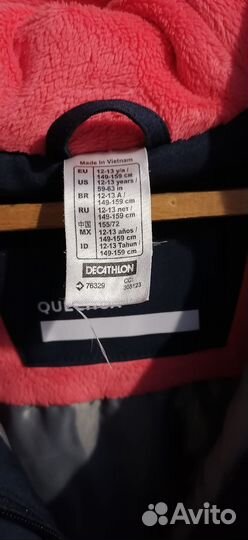 Made in Vietnam
EU 12-13 y/a / 149-159 cm
US 12-13 years / 59-63 in
BR 12-13 A / 149-159 cm
RU 12-13 лет / 149-159 cm
中国 155/72
MX 12-13 años / 149-159 cm
ID 12-13 Tahun / 149-159 cm
DECATHLON
76329
QUECHUA
Avito